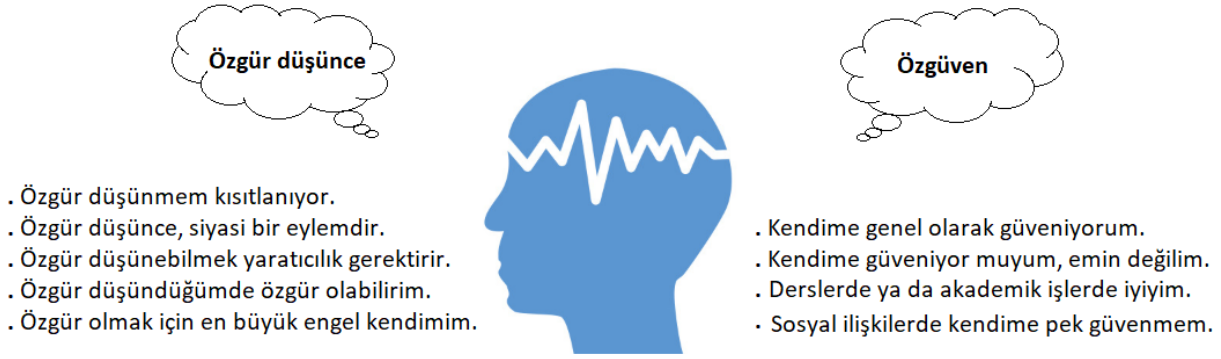 Özgür düşünce
. Özgür düşünmem kısıtlanıyor.
. Özgür düşünce, siyasi bir eylemdir.
. Özgür düşünebilmek yaratıcılık gerektirir.
. Özgür düşündüğümde özgür olabilirim.
. Özgür olmak için en büyük engel kendimim.
Özgüven
. Kendime genel olarak güveniyorum.
. Kendime güveniyor muyum, emin değilim.
. Derslerde ya da akademik işlerde iyiyim.
· Sosyal ilişkilerde kendime pek güvenmem.